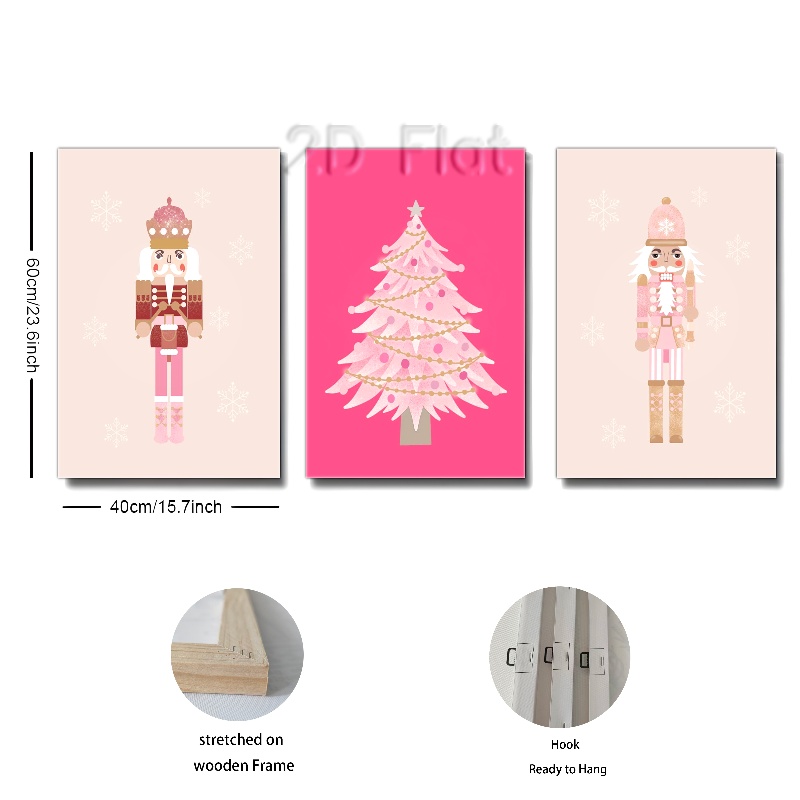 2D Flat
60cm/23.6inch
40cm/15.7inch
stretched on
wooden Frame
Hook
Ready to Hang